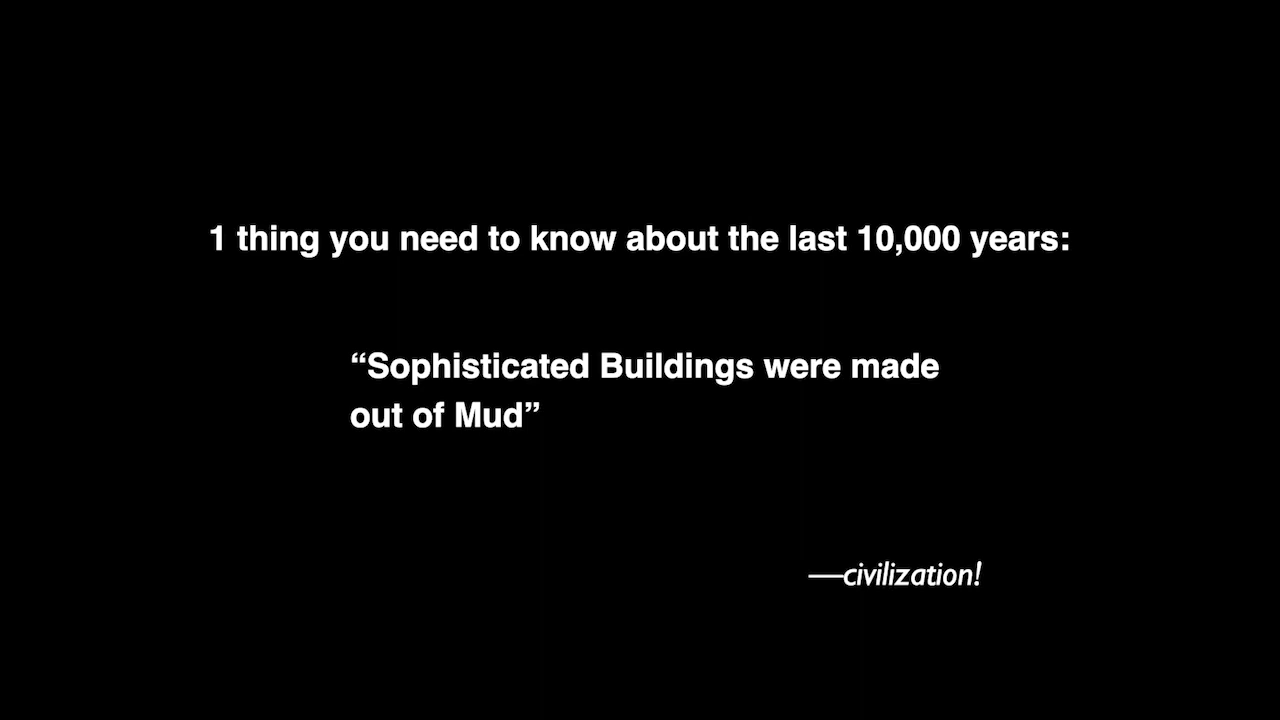 1 thing you need to know about the last 10,000 years:
“Sophisticated Buildings were made
out of Mud”
—civilization!